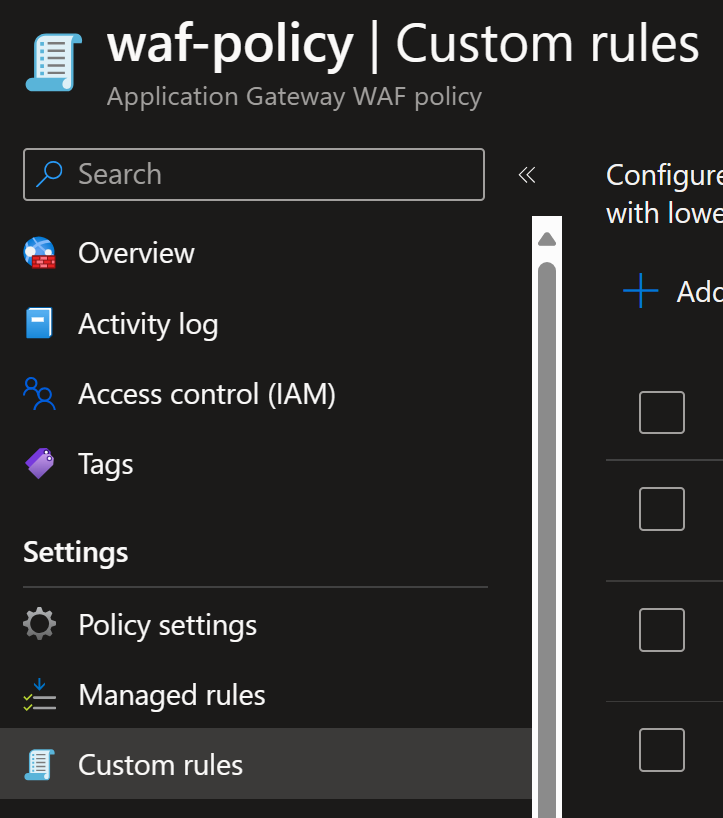 waf-policy | Custom rules
Application Gateway WAF policy
Search
Configure
with lowe
Add
Overview
Activity log
Access control (IAM)
Tags
Settings
Policy settings
Managed rules
Custom rules